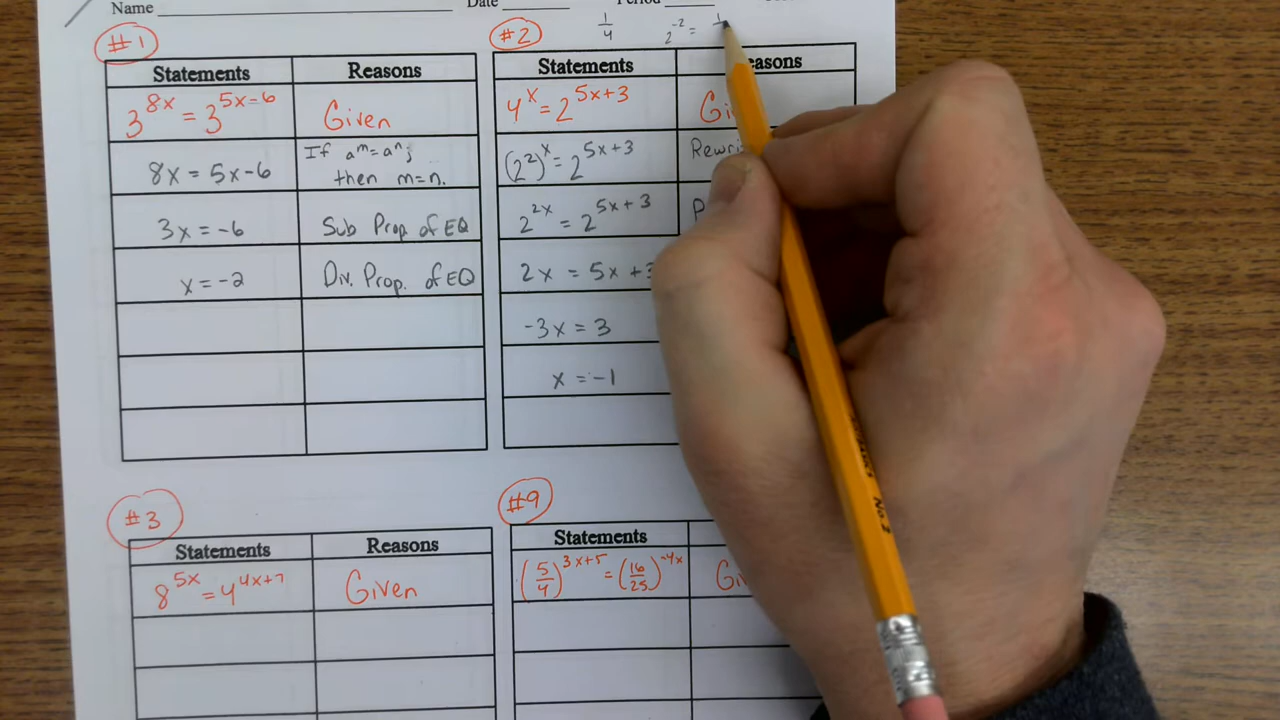 Name Date Period
#1
Statements Reasons
3^8x = 3^5x=6 Given
8x = 5x-6 If a^m=a^n;
then m=n.
3x = -6 Sub Prop of EQ
x = -2 Div. Prop. of EQ
#2
1/4 2^-2 =
Statements
4^x = 2^5x+3
(2^2)^x = 2^5x+3
2^2x = 2^5x+3
2x = 5x +3
-3x = 3
x = -1
#3
Statements Reasons
8^5x = 4^4x+7 Given
#9
Statements
(5/4)^3x+5 = (16/25)^-4x